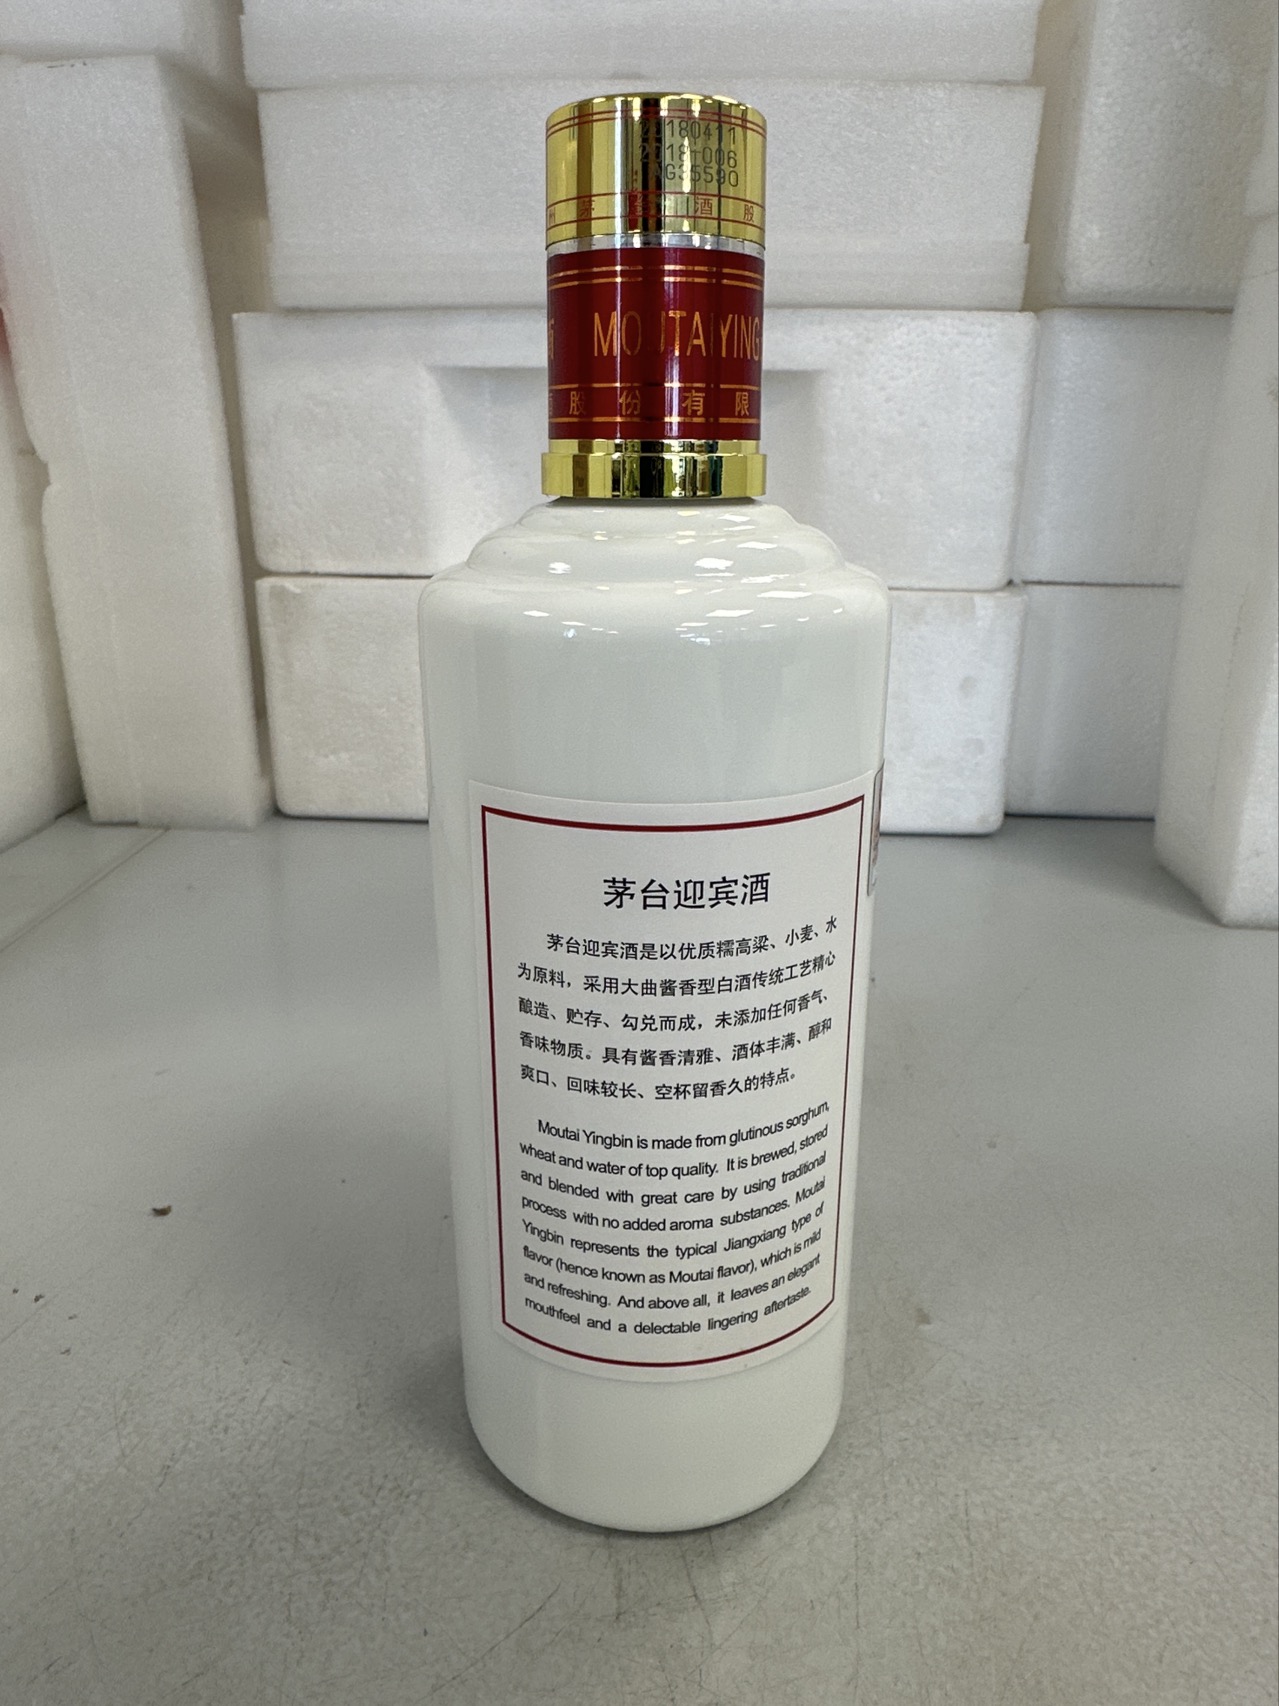 20180411
2018-006
G35590
州 茅 台 酒 股
MOUTAIYING
股 份 有 限
茅台迎宾酒
茅台迎宾酒是以优质糯高粱、小麦、水
为原料，采用大曲酱香型白酒传统工艺精心
酿造、贮存、勾兑而成，未添加任何香气、
香味物质。具有酱香清雅、酒体丰满、醇和
爽口、回味较长、空杯留香久的特点。
Moutai Yingbin is made from glutinous sorghum,
wheat and water of top quality. It is brewed, stored
and blended with great care by using traditional
process with no added aroma substances. Moutai
Yingbin represents the typical Jiangxiang type of
flavor (hence known as Moutai flavor), which is mild
and refreshing. And above all, it leaves an elegant
mouthfeel and a delectable lingering aftertaste.